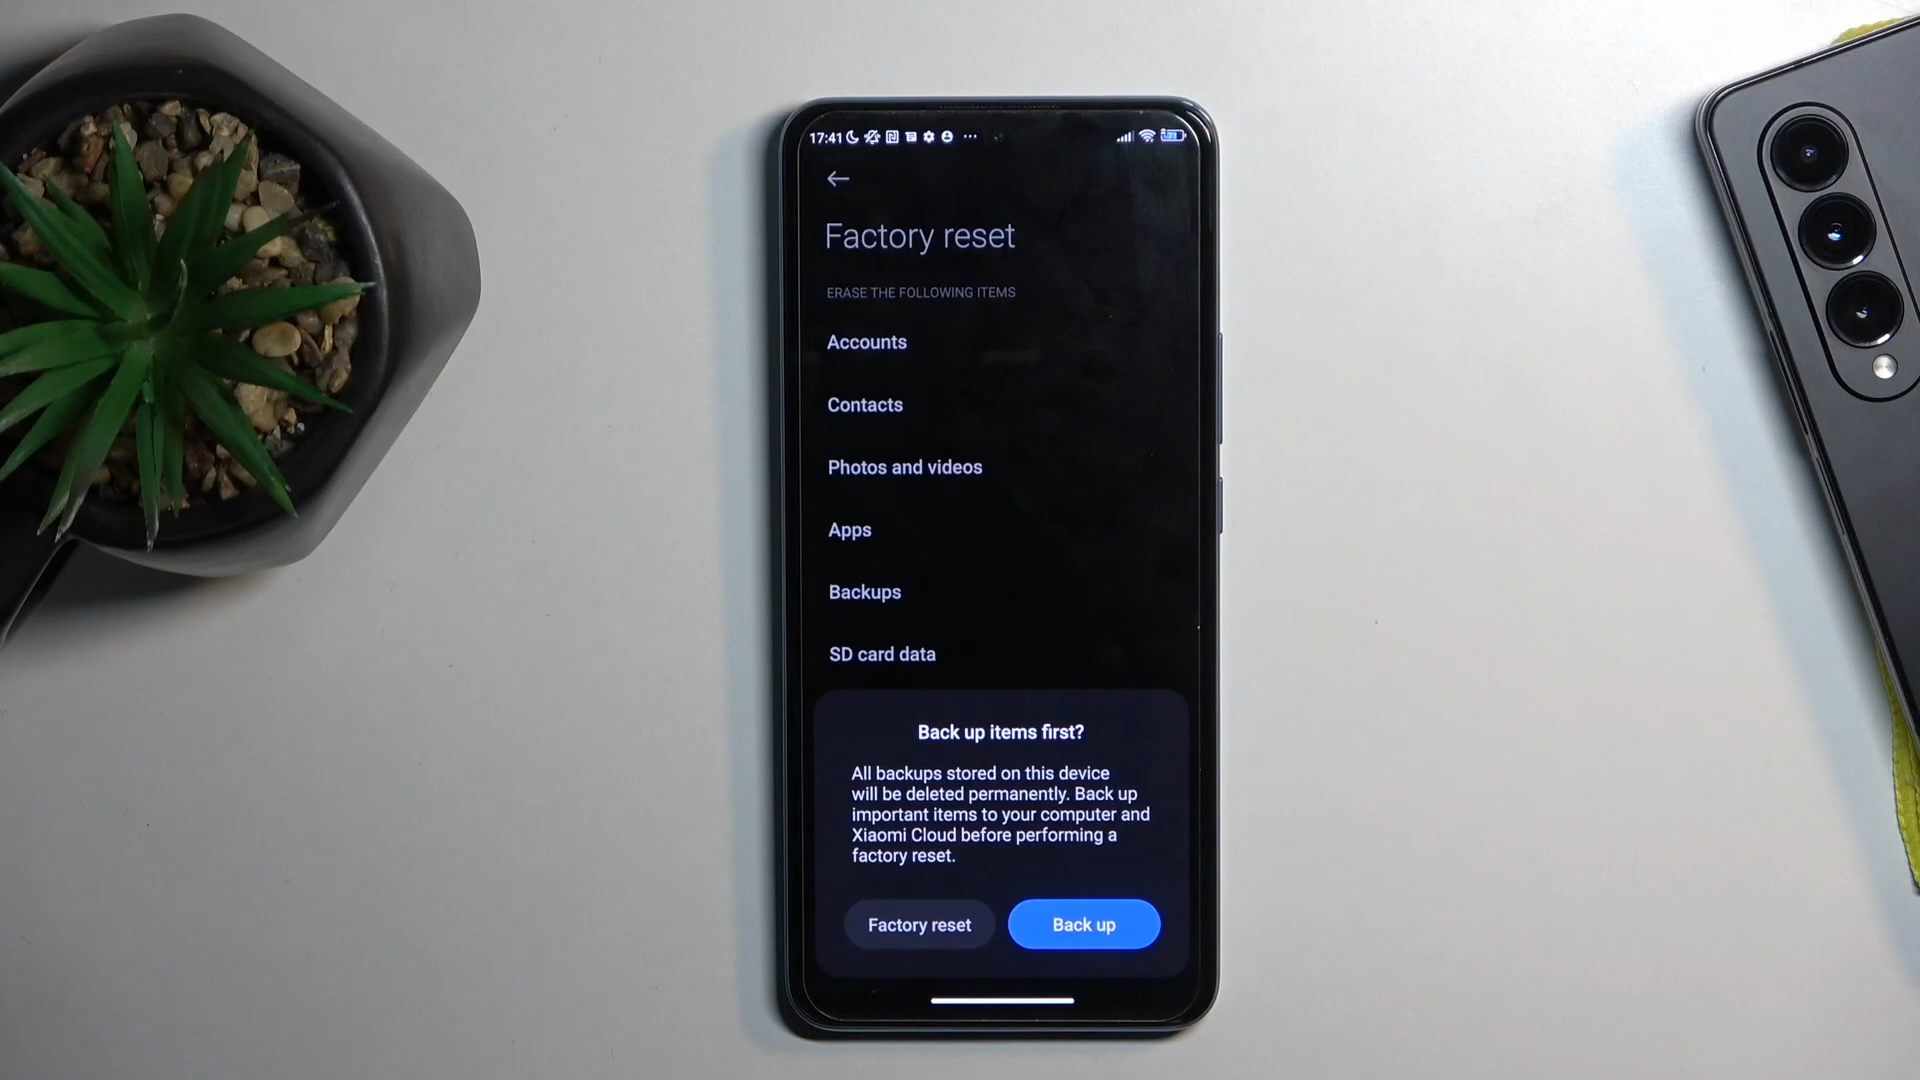 17:41
Factory reset
ERASE THE FOLLOWING ITEMS
Accounts
Contacts
Photos and videos
Apps
Backups
SD card data
Back up items first?
All backups stored on this device
will be deleted permanently. Back up
important items to your computer and
Xiaomi Cloud before performing a
factory reset.
Factory reset
Back up